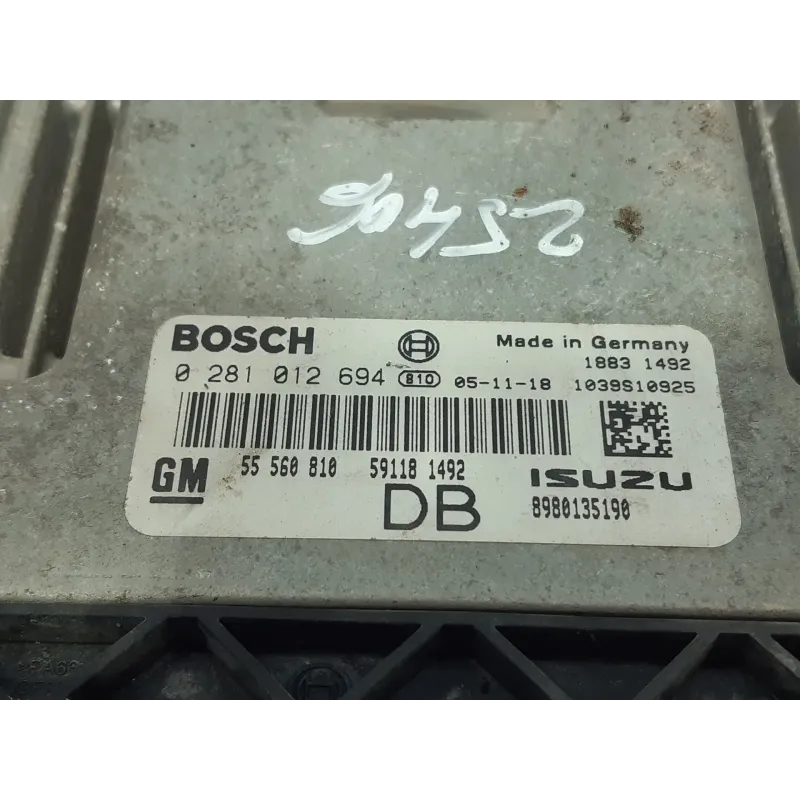 BOSCH
Made in Germany
1883 1492
0 281 012 694 810 05-11-18 1039S10925
GM 55 560 810 59118 1492 ISUZU
DB 8980135190